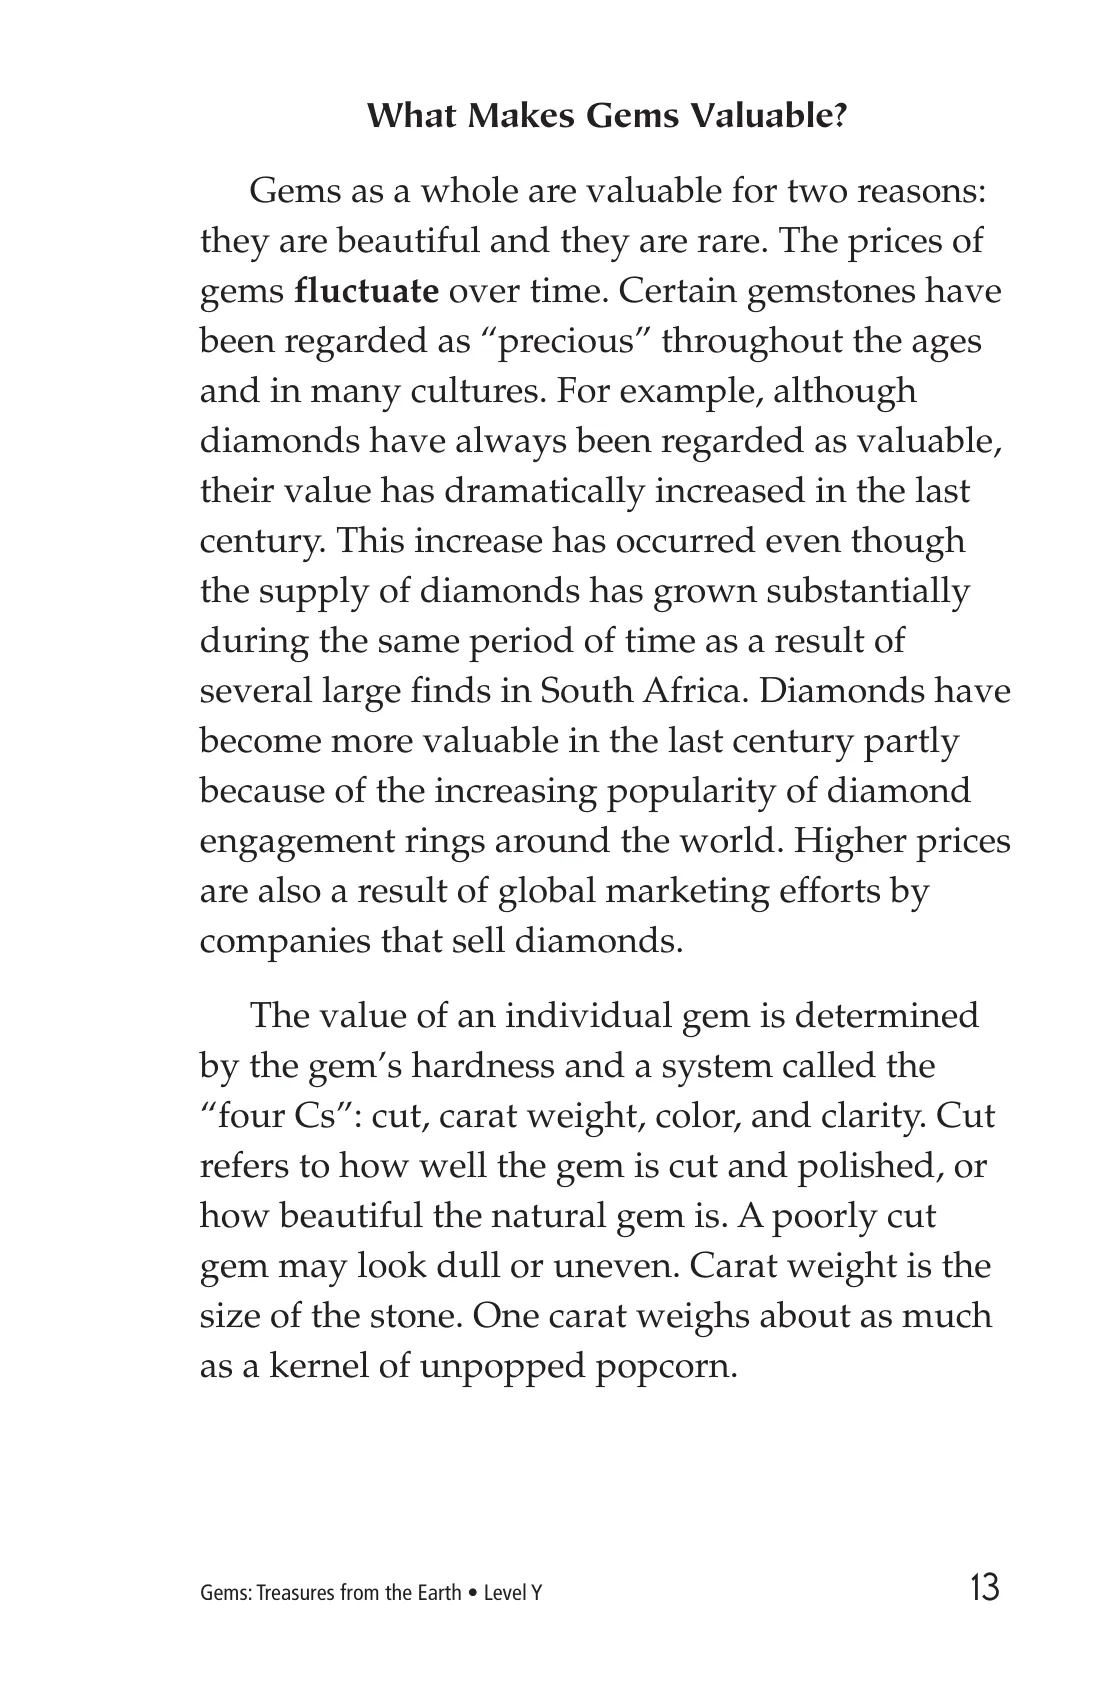 What Makes Gems Valuable?
Gems as a whole are valuable for two reasons:
they are beautiful and they are rare. The prices of
gems fluctuate over time. Certain gemstones have
been regarded as “precious” throughout the ages
and in many cultures. For example, although
diamonds have always been regarded as valuable,
their value has dramatically increased in the last
century. This increase has occurred even though
the supply of diamonds has grown substantially
during the same period of time as a result of
several large finds in South Africa. Diamonds have
become more valuable in the last century partly
because of the increasing popularity of diamond
engagement rings around the world. Higher prices
are also a result of global marketing efforts by
companies that sell diamonds.
The value of an individual gem is determined
by the gem’s hardness and a system called the
“four Cs”: cut, carat weight, color, and clarity. Cut
refers to how well the gem is cut and polished, or
how beautiful the natural gem is. A poorly cut
gem may look dull or uneven. Carat weight is the
size of the stone. One carat weighs about as much
as a kernel of unpopped popcorn.
Gems: Treasures from the Earth • Level Y 13